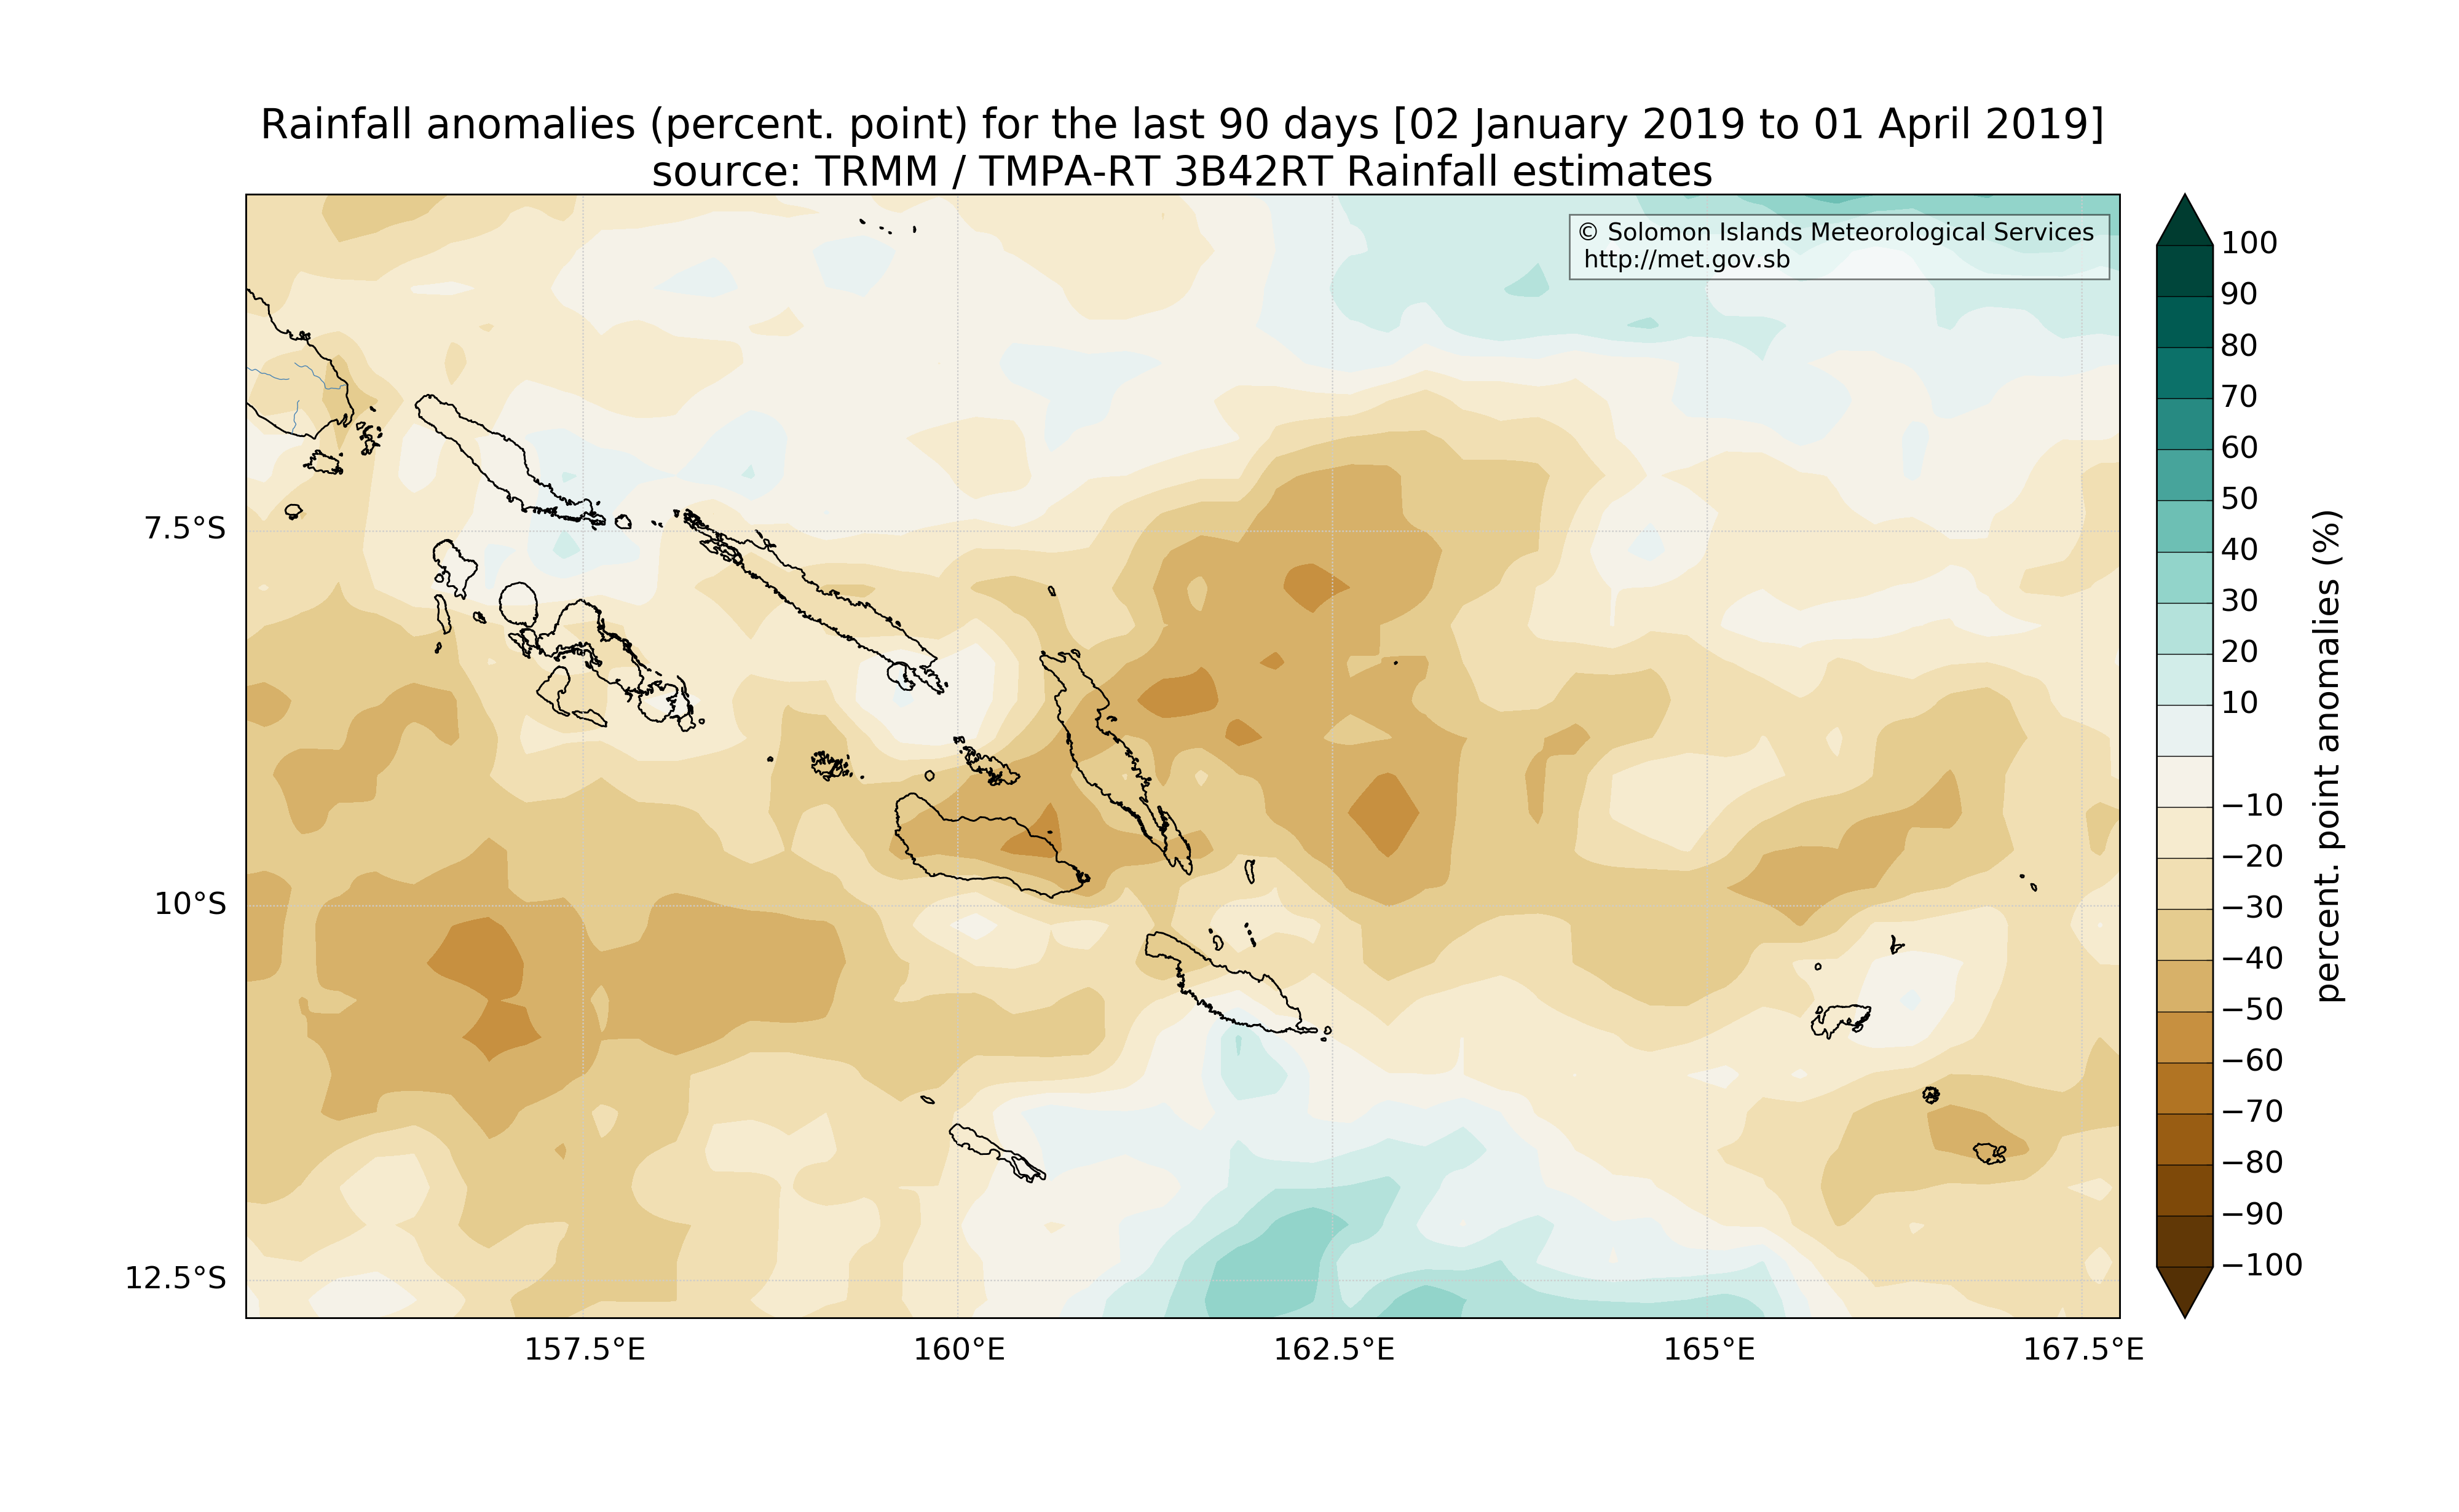 Rainfall anomalies (percent. point) for the last 90 days [02 January 2019 to 01 April 2019]
source: TRMM / TMPA-RT 3B42RT Rainfall estimates
© Solomon Islands Meteorological Services
http://met.gov.sb
7.5°S
10°S
12.5°S
157.5°E
160°E
162.5°E
165°E
167.5°E
100
90
80
70
60
50
40
30
20
10
−10
−20
−30
−40
−50
−60
−70
−80
−90
−100
percent. point anomalies (%)